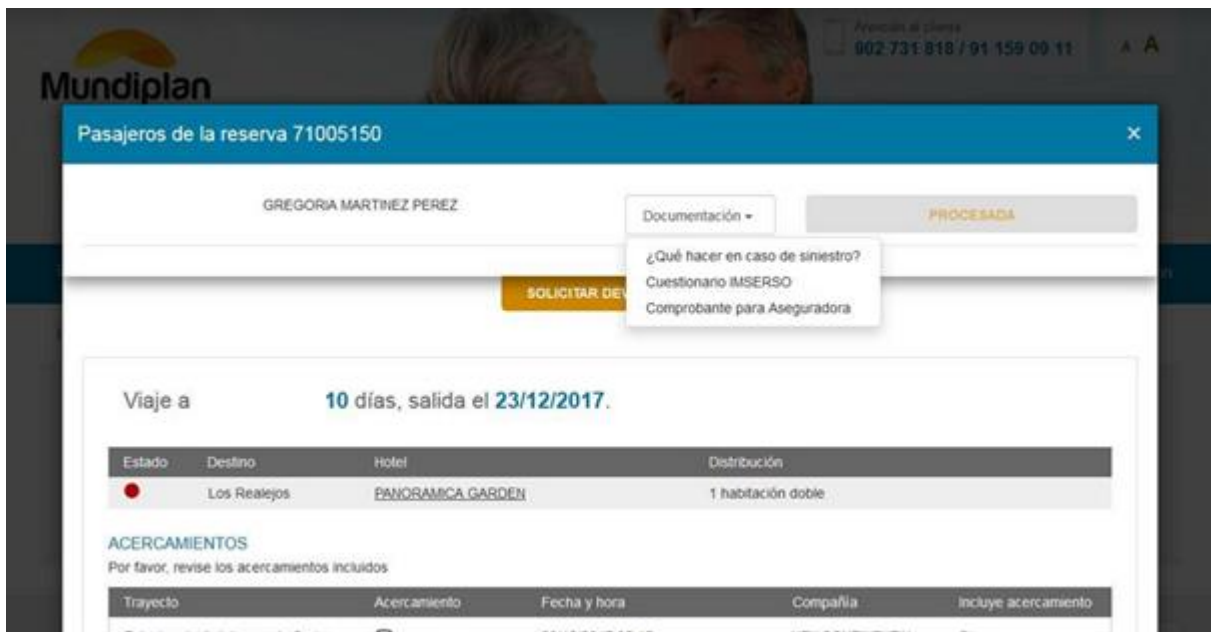 Atención al cliente
902 731 818 / 91 159 09 11
A A
Mundiplan
Pasajeros de la reserva 71005150 ×
GREGORIA MARTINEZ PEREZ
Documentación
PROCESADA
¿Qué hacer en caso de siniestro?
Cuestionario IMSERSO
Comprobante para Aseguradora
SOLICITAR DEV
Viaje a 10 días, salida el 23/12/2017.
Estado Destino Hotel Distribución
Los Realejos PANORAMICA GARDEN 1 habitación doble
ACERCAMIENTOS
Por favor, revise los acercamientos incluidos
Trayecto Acercamiento Fecha y hora Compañía Incluye acercamiento